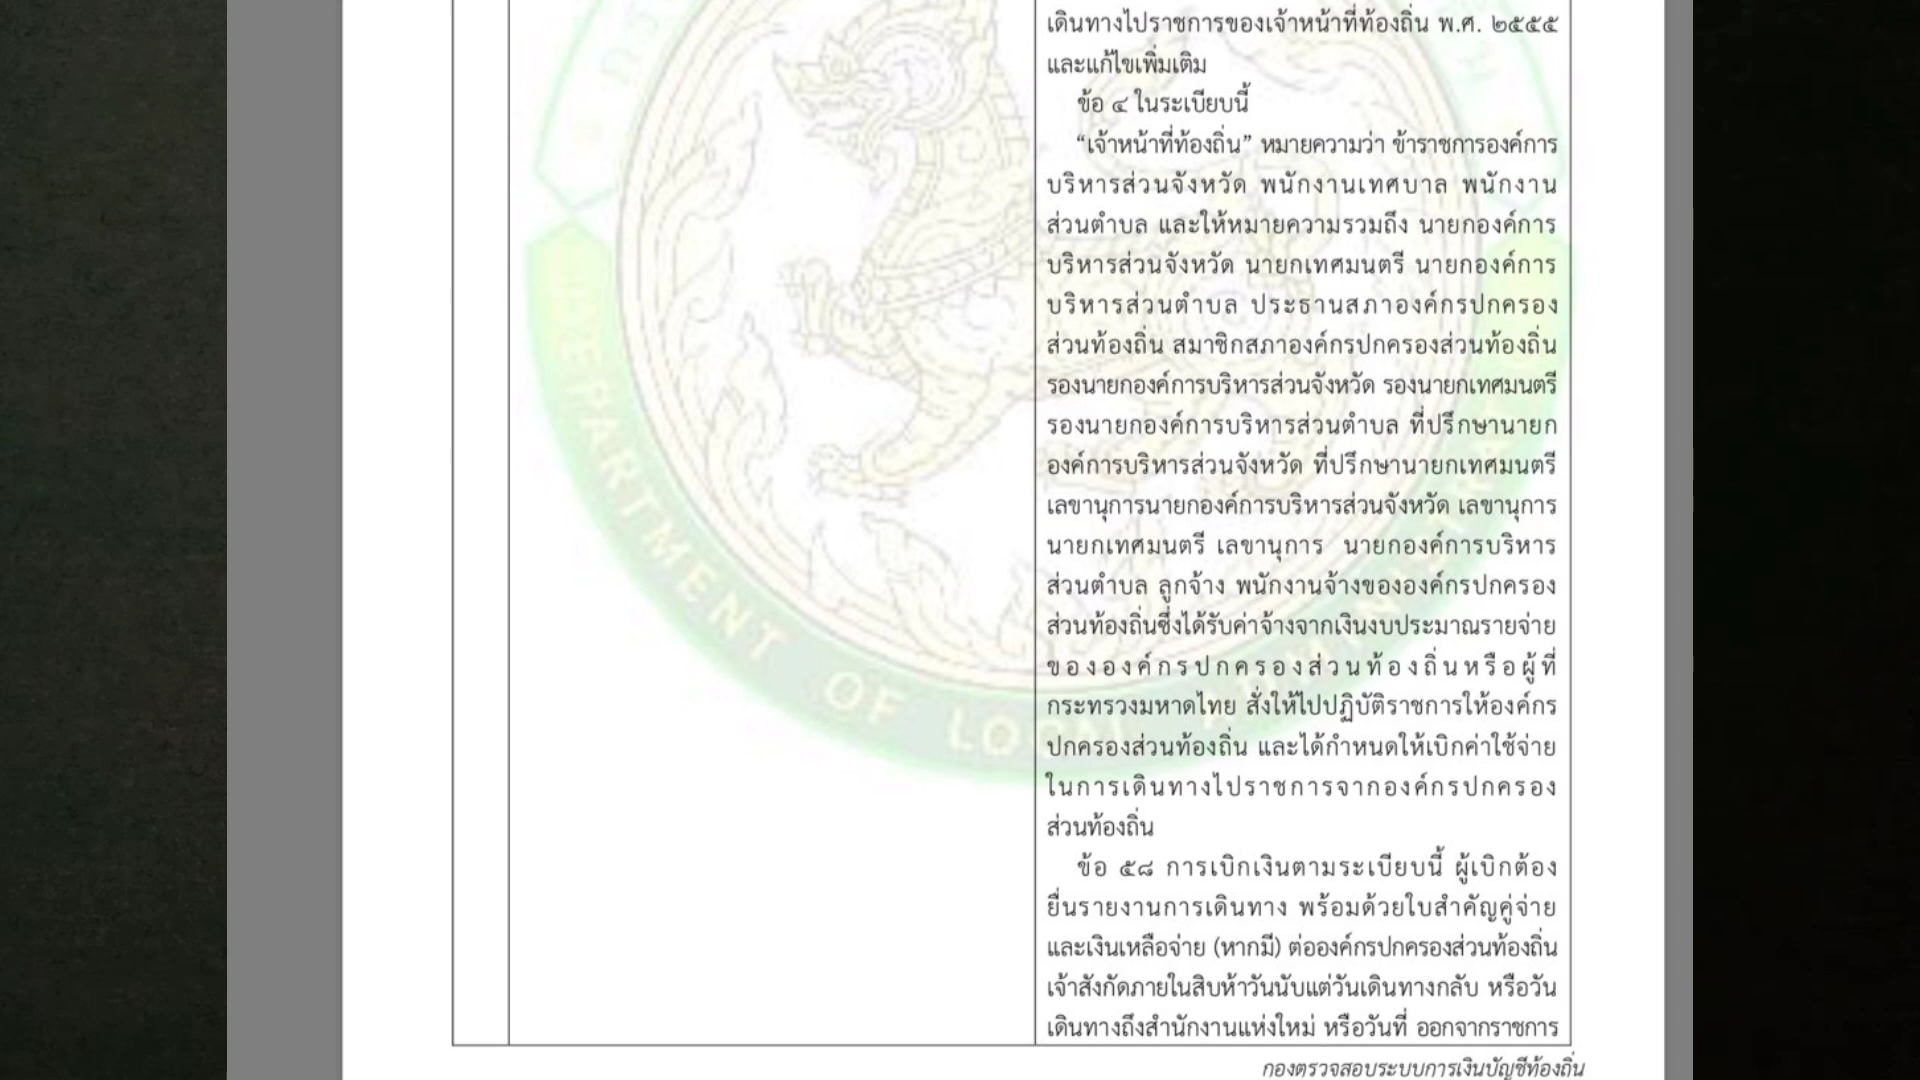 เดินทางไปราชการของเจ้าหน้าที่ท้องถิ่น พ.ศ. ๒๕๕๕
และแก้ไขเพิ่มเติม
ข้อ ๔ ในระเบียบนี้
“เจ้าหน้าที่ท้องถิ่น” หมายความว่า ข้าราชการองค์การ
บริหารส่วนจังหวัด พนักงานเทศบาล พนักงาน
ส่วนตำบล และให้หมายความรวมถึง นายกองค์การ
บริหารส่วนจังหวัด นายกเทศมนตรี นายกองค์การ
บริหารส่วนตำบล ประธานสภาองค์กรปกครอง
ส่วนท้องถิ่น สมาชิกสภาองค์กรปกครองส่วนท้องถิ่น
รองนายกองค์การบริหารส่วนจังหวัด รองนายกเทศมนตรี
รองนายกองค์การบริหารส่วนตำบล ที่ปรึกษานายก
องค์การบริหารส่วนจังหวัด ที่ปรึกษานายกเทศมนตรี
เลขานุการนายกองค์การบริหารส่วนจังหวัด เลขานุการ
นายกเทศมนตรี เลขานุการ นายกองค์การบริหาร
ส่วนตำบล ลูกจ้าง พนักงานจ้างขององค์กรปกครอง
ส่วนท้องถิ่นซึ่งได้รับค่าจ้างจากเงินงบประมาณรายจ่าย
ขององค์กรปกครองส่วนท้องถิ่นหรือผู้ที่
กระทรวงมหาดไทย สั่งให้ไปปฏิบัติราชการให้องค์กร
ปกครองส่วนท้องถิ่น และได้กำหนดให้เบิกค่าใช้จ่าย
ในการเดินทางไปราชการจากองค์กรปกครอง
ส่วนท้องถิ่น
ข้อ ๕๘ การเบิกเงินตามระเบียบนี้ ผู้เบิกต้อง
ยื่นรายงานการเดินทาง พร้อมด้วยใบสำคัญคู่จ่าย
และเงินเหลือจ่าย (หากมี) ต่อองค์กรปกครองส่วนท้องถิ่น
เจ้าสังกัดภายในสิบห้าวันนับแต่วันเดินทางกลับ หรือวัน
เดินทางถึงสำนักงานแห่งใหม่ หรือวันที่ ออกจากราชการ
กองตรวจสอบระบบการเงินบัญชีท้องถิ่น
DEPARTMENT OF LOCAL